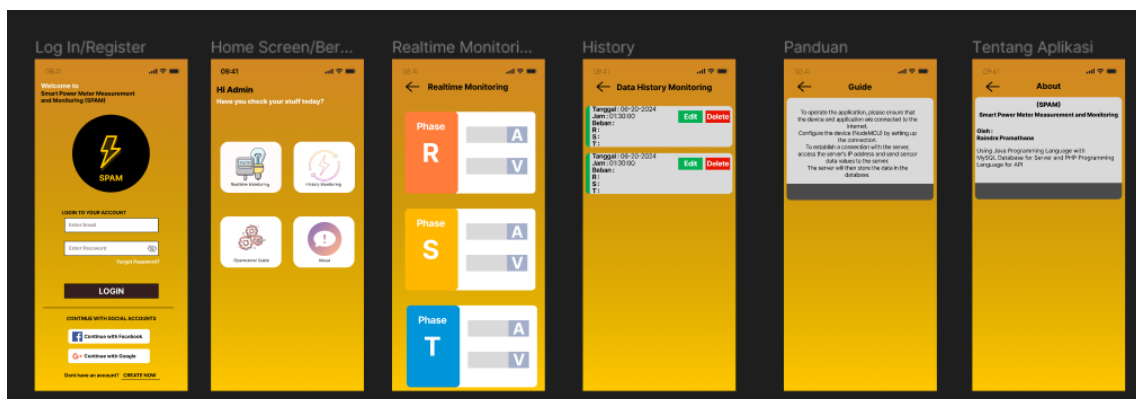 Log In/Register
09:41
Welcome to
Smart Power Meter Measurement
and Monitoring (SPAM)
SPAM
LOGIN TO YOUR ACCOUNT
Enter Email
Enter Password
Forgot Password?
LOGIN
CONTINUE WITH SOCIAL ACCOUNTS
Continue with Facebook
Continue with Google
Dont have an account? CREATE NOW
Home Screen/Ber...
09:41
Hi Admin
Have you check your stuff today?
Realtime Monitoring
History Monitoring
Operational Guide
About
Realtime Monitori...
09:41
Realtime Monitoring
Phase
R
A
V
Phase
S
A
V
Phase
T
A
V
History
09:41
Data History Monitoring
Tanggal : 06-20-2024
Jam : 01:30:00
Beban :
R :
S :
T :
Edit
Delete
Tanggal : 06-20-2024
Jam : 01:30:00
Beban :
R :
S :
T :
Edit
Delete
Panduan
09:41
Guide
To operate the application, please ensure that
the device and application are connected to the
internet.
Configure the device (NodeMCU) by setting up
the connection.
To establish a connection with the server,
access the server's IP address and send sensor
data values to the server.
The server will then store the data in the
database.
Tentang Aplikasi
09:41
About
(SPAM)
Smart Power Meter Measurement and Monitoring
Oleh :
Raindra Pramathana
Using Java Programming Language with
MySQL Database for Server and PHP Programming
Language for API